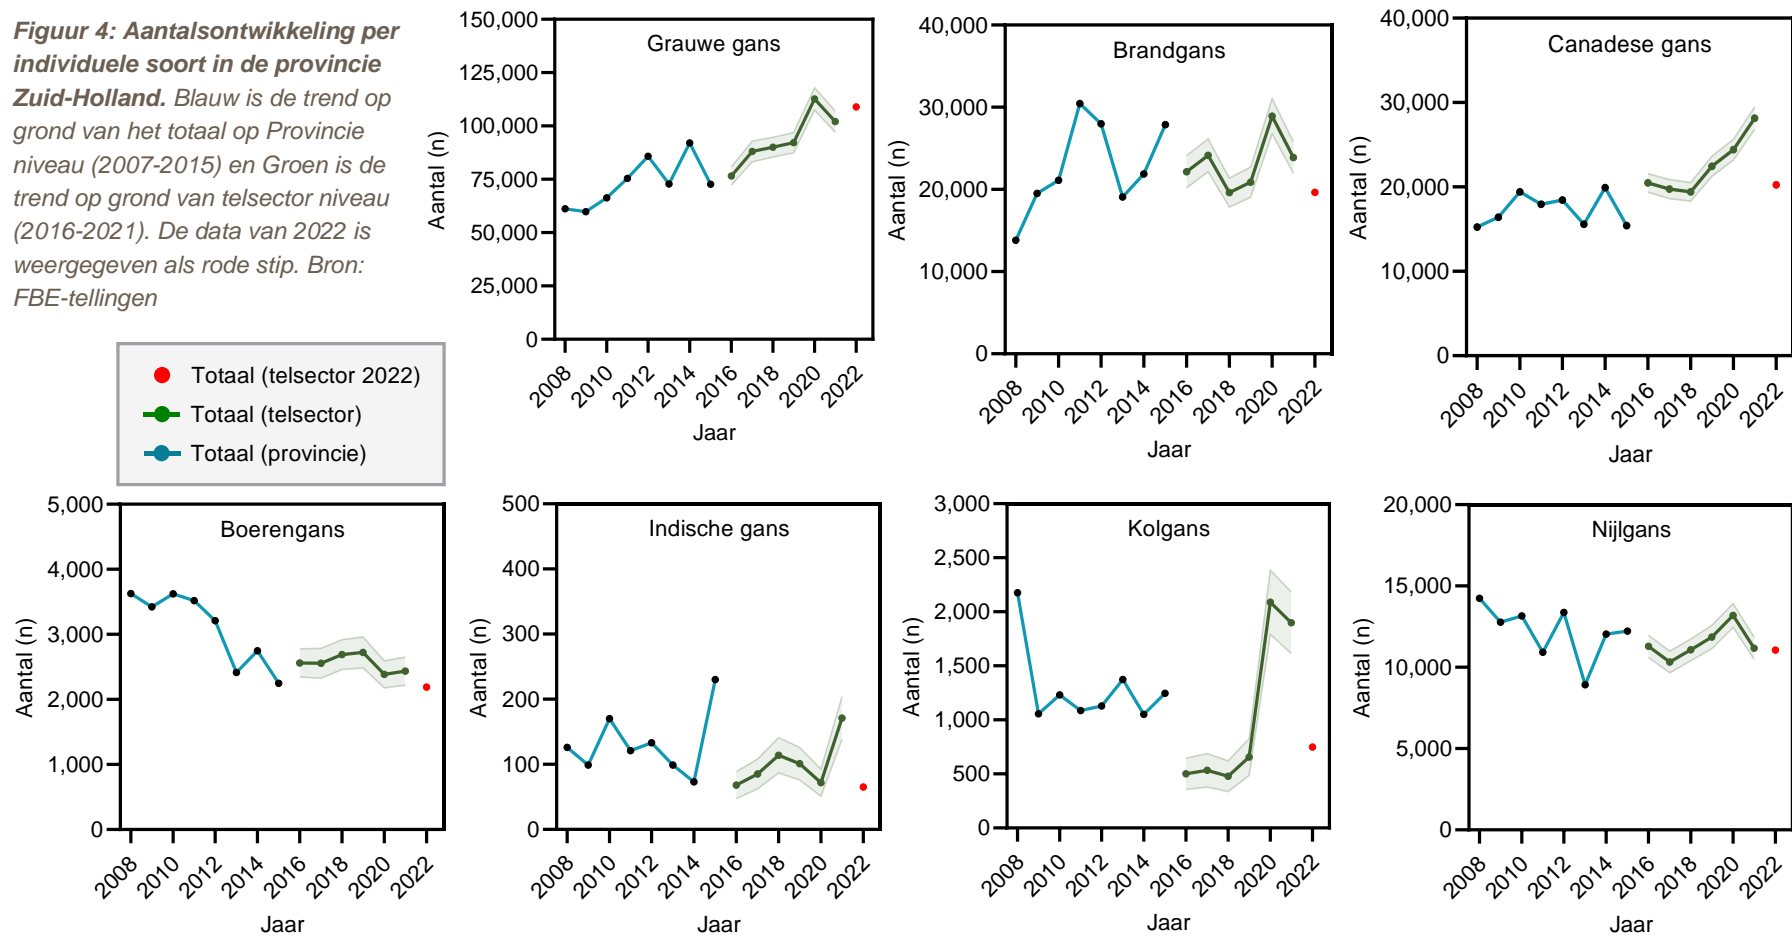 Figuur 4: Aantalsontwikkeling per
individuele soort in de provincie
Zuid-Holland. Blauw is de trend op
grond van het totaal op Provincie
niveau (2007-2015) en Groen is de
trend op grond van telsector niveau
(2016-2021). De data van 2022 is
weergegeven als rode stip. Bron:
FBE-tellingen
Totaal (telsector 2022)
Totaal (telsector)
Totaal (provincie)
Grauwe gans
Aantal (n)
150,000
125,000
100,000
75,000
50,000
25,000
0
2008 2010 2012 2014 2016 2018 2020 2022
Jaar
Brandgans
Aantal (n)
40,000
30,000
20,000
10,000
0
2008 2010 2012 2014 2016 2018 2020 2022
Jaar
Canadese gans
Aantal (n)
40,000
30,000
20,000
10,000
0
2008 2010 2012 2014 2016 2018 2020 2022
Jaar
Boerengans
Aantal (n)
5,000
4,000
3,000
2,000
1,000
0
2008 2010 2012 2014 2016 2018 2020 2022
Jaar
Indische gans
Aantal (n)
500
400
300
200
100
0
2008 2010 2012 2014 2016 2018 2020 2022
Jaar
Kolgans
Aantal (n)
3,000
2,500
2,000
1,500
1,000
500
0
2008 2010 2012 2014 2016 2018 2020 2022
Jaar
Nijlgans
Aantal (n)
20,000
15,000
10,000
5,000
0
2008 2010 2012 2014 2016 2018 2020 2022
Jaar